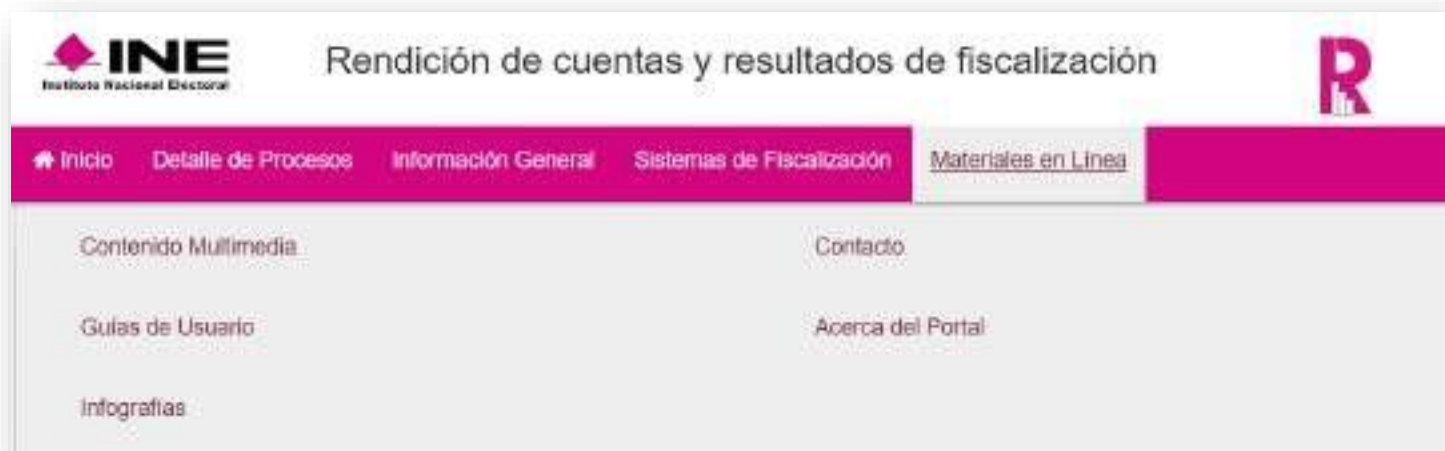 INE
Instituto Nacional Electoral
Rendición de cuentas y resultados de fiscalización
Inicio Detalle de Procesos Información General Sistemas de Fiscalización Materiales en Línea
Contenido Multimedia Contacto
Guías de Usuario Acerca del Portal
Infografías